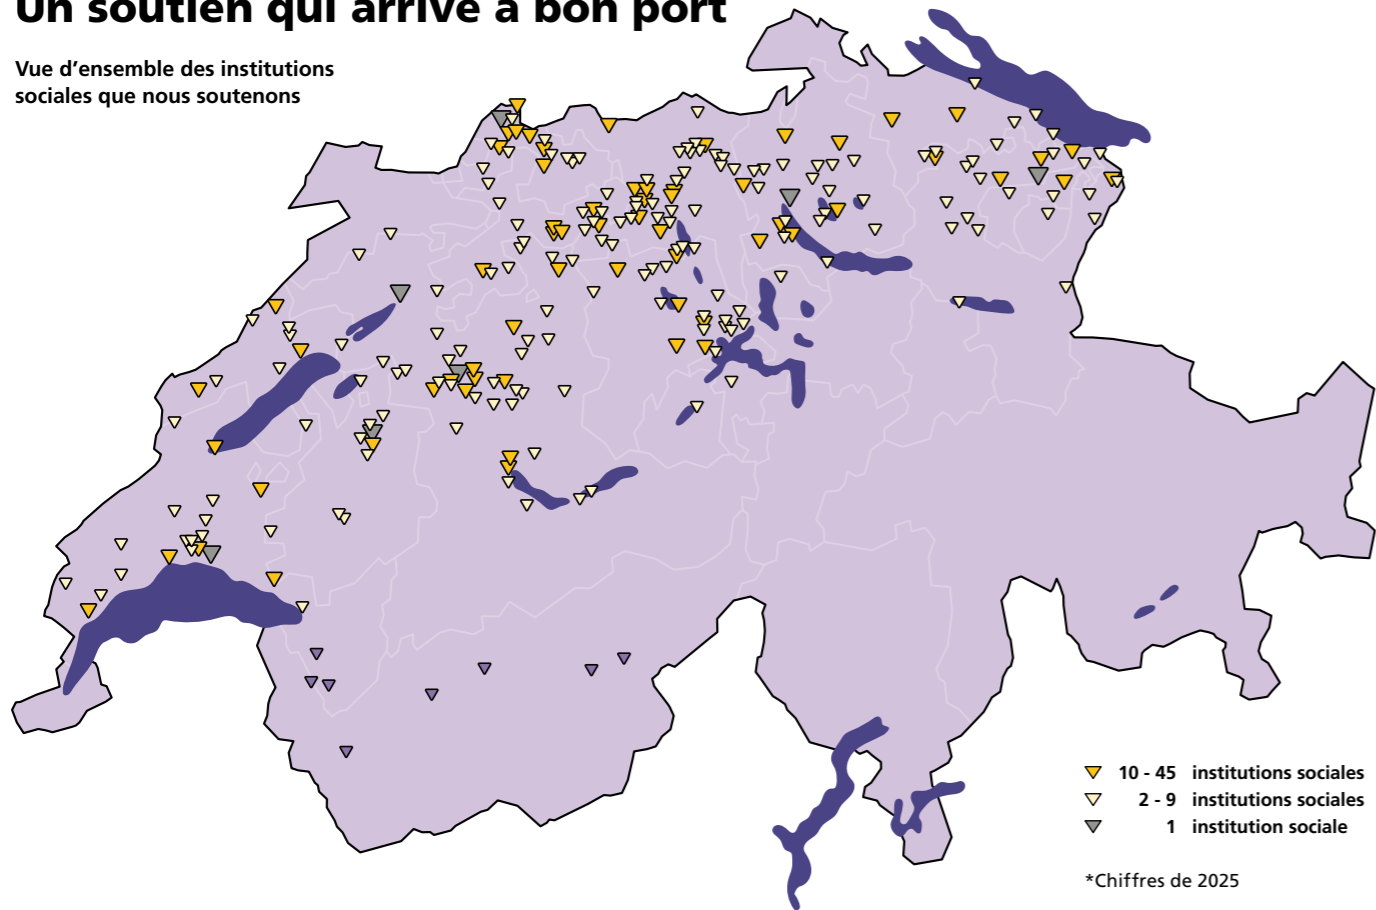 Un soutien qui arrive à bon port
Vue d'ensemble des institutions
sociales que nous soutenons
10 - 45 institutions sociales
2 - 9 institutions sociales
1 institution sociale
*Chiffres de 2025